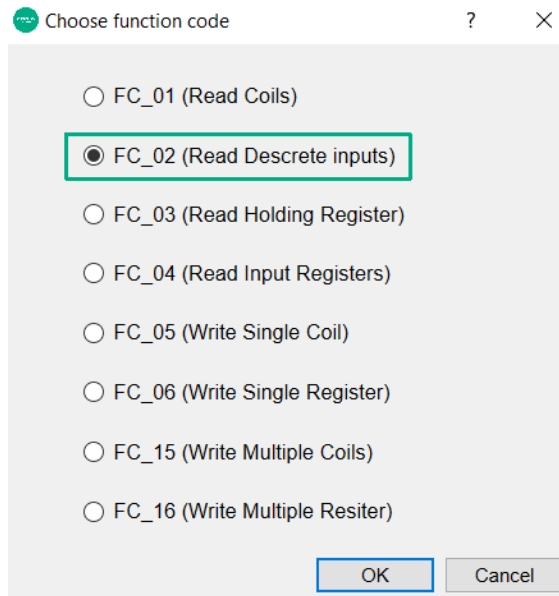 Choose function code ? X
FC_01 (Read Coils)
FC_02 (Read Descrete inputs)
FC_03 (Read Holding Register)
FC_04 (Read Input Registers)
FC_05 (Write Single Coil)
FC_06 (Write Single Register)
FC_15 (Write Multiple Coils)
FC_16 (Write Multiple Resiter)
OK Cancel